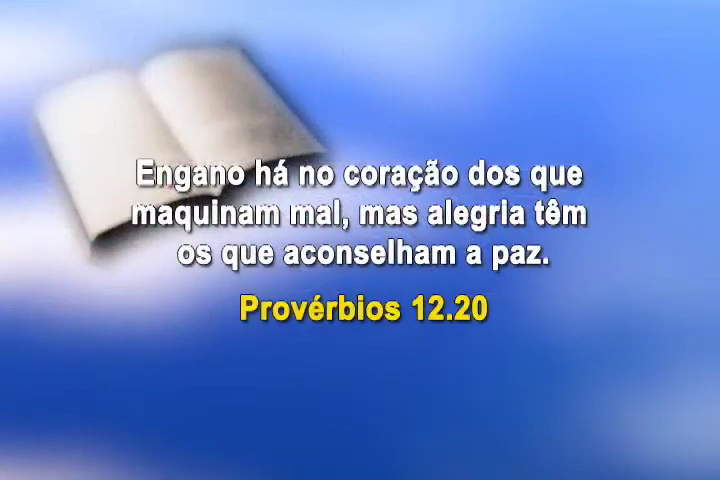 Engano há no coração dos que
maquinam mal, mas alegria têm
os que aconselham a paz.
Provérbios 12.20